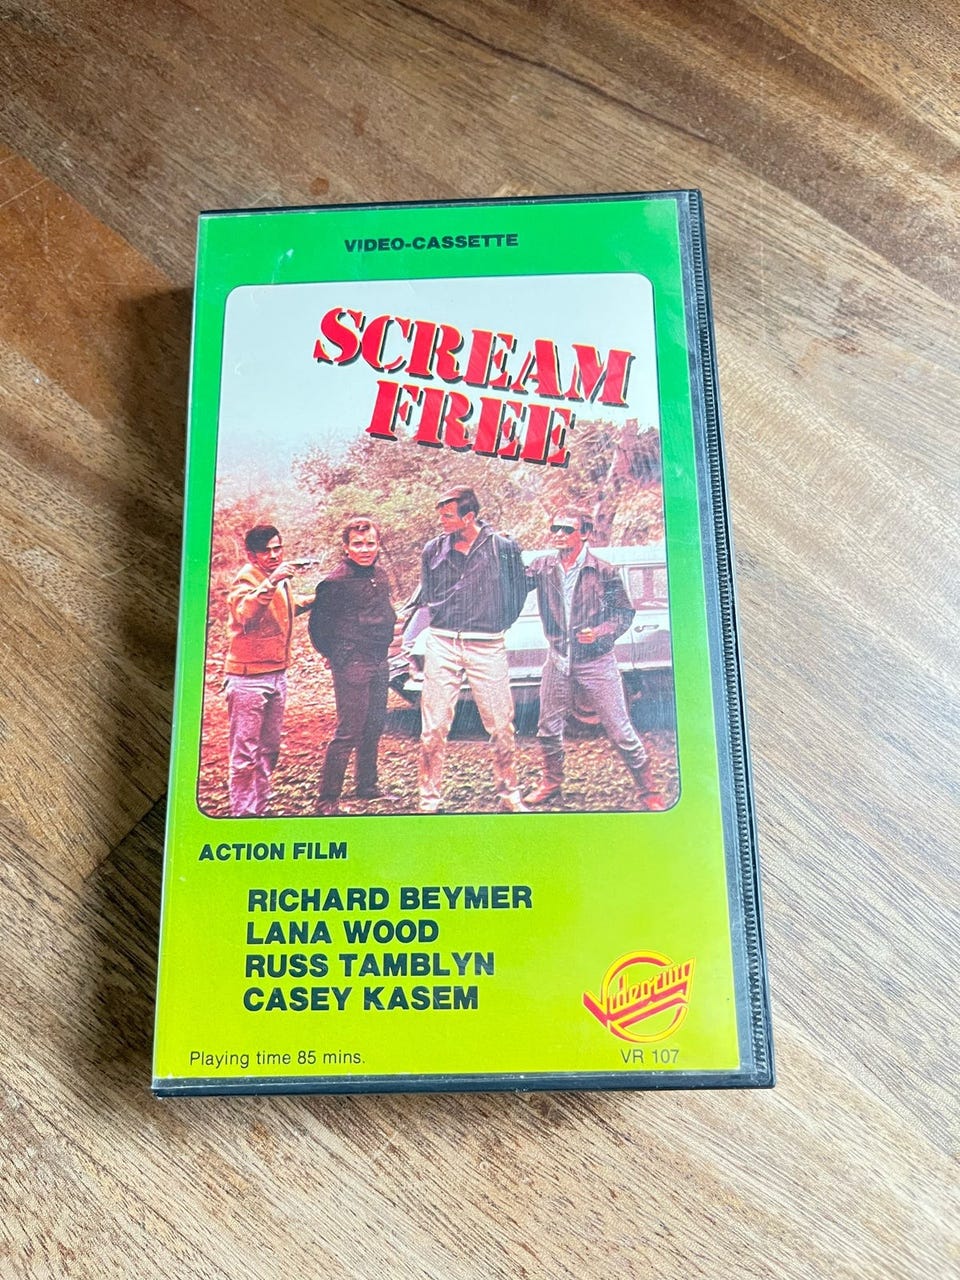 VIDEO-CASSETTE
SCREAM
FREE
ACTION FILM
RICHARD BEYMER
LANA WOOD
RUSS TAMBLYN
CASEY KASEM
Videoring
Playing time 85 mins.
VR 107